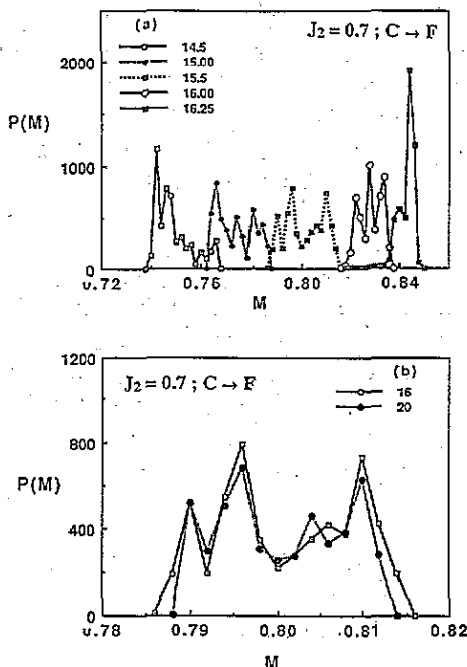 (a)
J₂ = 0.7 ; C → F
14.5
15.00
15.5
16.00
16.25
2000
1000
0
P(M)
0.72
0.76
0.80
0.84
M
(b)
J₂ = 0.7 ; C → F
16
20
1200
800
400
0
P(M)
0.78
0.79
0.80
0.81
0.82
M